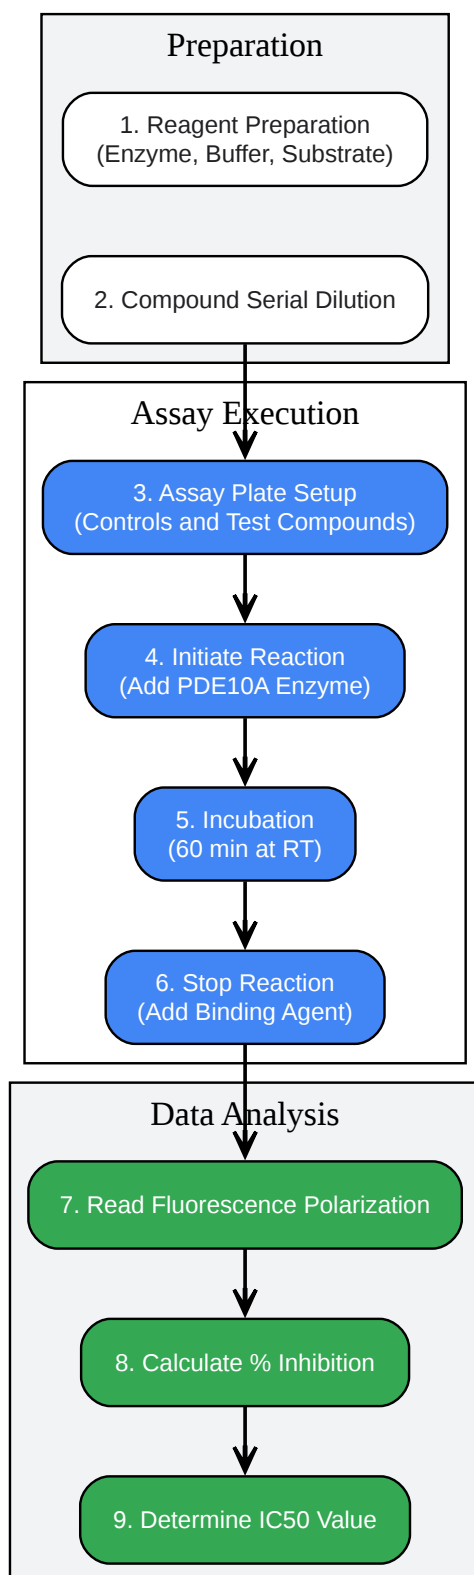 Preparation
1. Reagent Preparation
(Enzyme, Buffer, Substrate)
2. Compound Serial Dilution
Assay Execution
3. Assay Plate Setup
(Controls and Test Compounds)
4. Initiate Reaction
(Add PDE10A Enzyme)
5. Incubation
(60 min at RT)
6. Stop Reaction
(Add Binding Agent)
Data Analysis
7. Read Fluorescence Polarization
8. Calculate % Inhibition
9. Determine IC50 Value